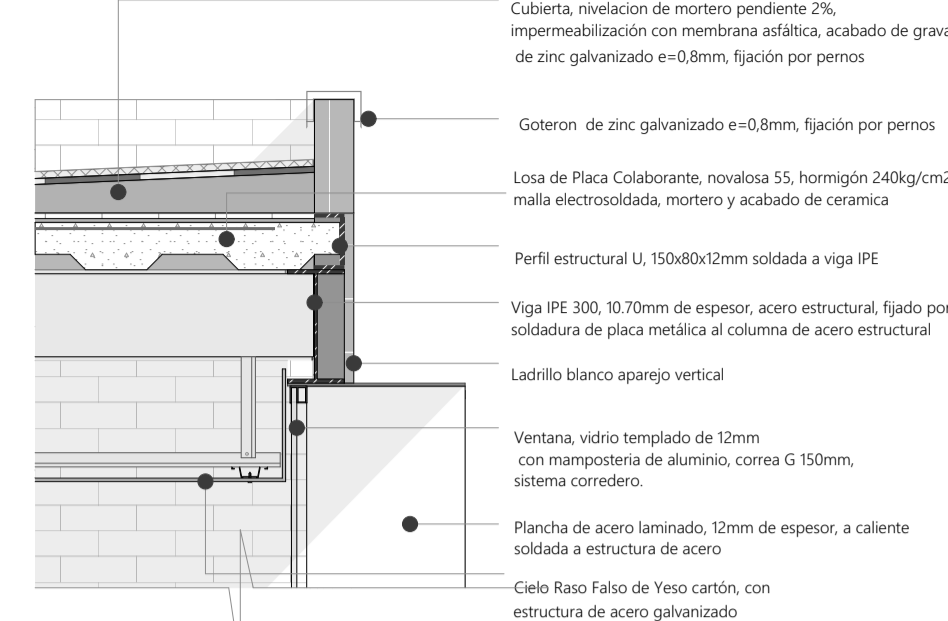 Cubierta, nivelacion de mortero pendiente 2%,
impermeabilización con membrana asfáltica, acabado de grava
de zinc galvanizado e=0,8mm, fijación por pernos
Goteron de zinc galvanizado e=0,8mm, fijación por pernos
Losa de Placa Colaborante, novalosa 55, hormigón 240kg/cm2
malla electrosoldada, mortero y acabado de ceramica
Perfil estructural U, 150x80x12mm soldada a viga IPE
Viga IPE 300, 10.70mm de espesor, acero estructural, fijado por
soldadura de placa metálica al columna de acero estructural
Ladrillo blanco aparejo vertical
Ventana, vidrio templado de 12mm
con mamposteria de aluminio, correa G 150mm,
sistema corredero.
Plancha de acero laminado, 12mm de espesor, a caliente
soldada a estructura de acero
Cielo Raso Falso de Yeso cartón, con
estructura de acero galvanizado